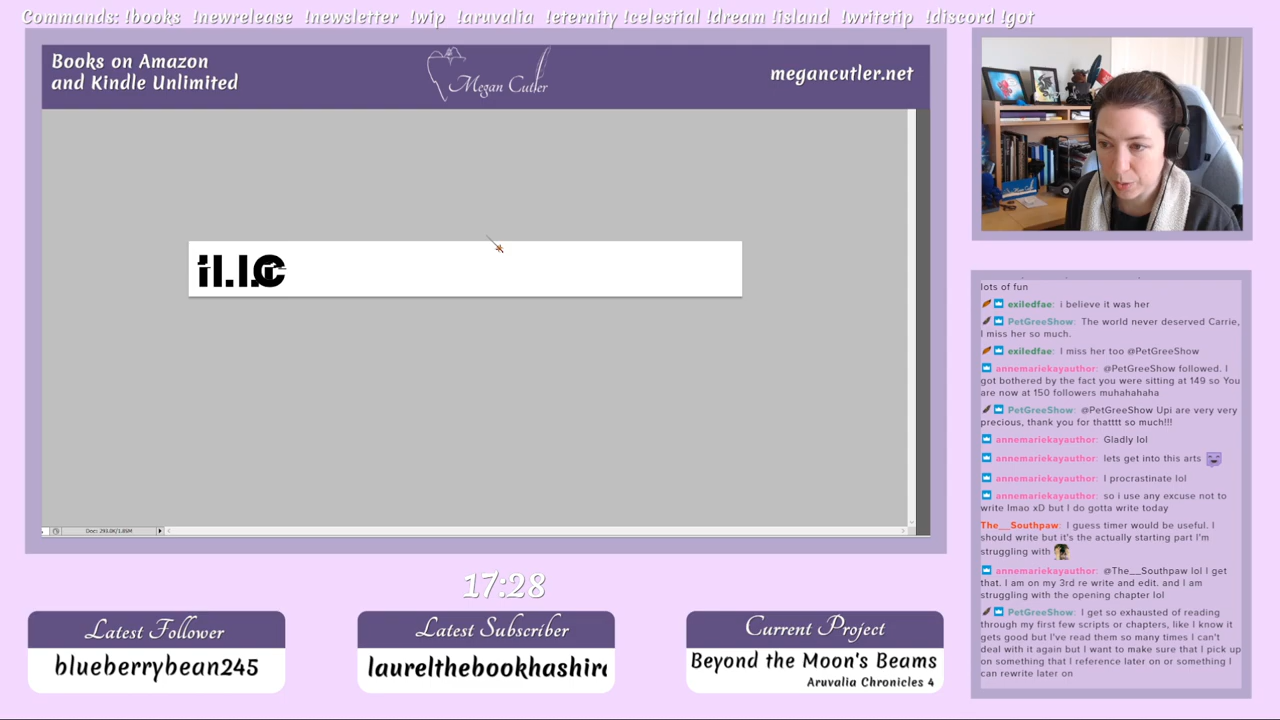 Commands: !books !newrelease !newsletter !wip !aruvalia !eternity !celestial !dream !island !writetip !discord !got
Books on Amazon
and Kindle Unlimited
Megan Cutler
megancutler.net
Doc: 293.0K/1.85M
17:28
Latest Follower
blueberrybean245
Latest Subscriber
laurelthebookhashira
Current Project
Beyond the Moon's Beams
Aruvalia Chronicles 4
lots of fun
exiledfae: i believe it was her
PetGreeShow: The world never deserved Carrie,
I miss her so much.
exiledfae: I miss her too @PetGreeShow
annemariekayauthor: @PetGreeShow followed. I
got bothered by the fact you were sitting at 149 so You
are now at 150 followers muhahahaha
PetGreeShow: @PetGreeShow Upi are very very
precious, thank you for thatttt so much!!!
annemariekayauthor: Gladly lol
annemariekayauthor: lets get into this arts
annemariekayauthor: I procrastinate lol
annemariekayauthor: so i use any excuse not to
write lmao xD but I do gotta write today
The__Southpaw: I guess timer would be useful. I
should write but it's the actually starting part I'm
struggling with
annemariekayauthor: @The__Southpaw lol I get
that. I am on my 3rd re write and edit. and I am
struggling with the opening chapter lol
PetGreeShow: I get so exhausted of reading
through my first few scripts or chapters, like I know it
gets good but I've read them so many times I can't
deal with it again but I want to make sure that I pick up
on something that I reference later on or something I
can rewrite later on